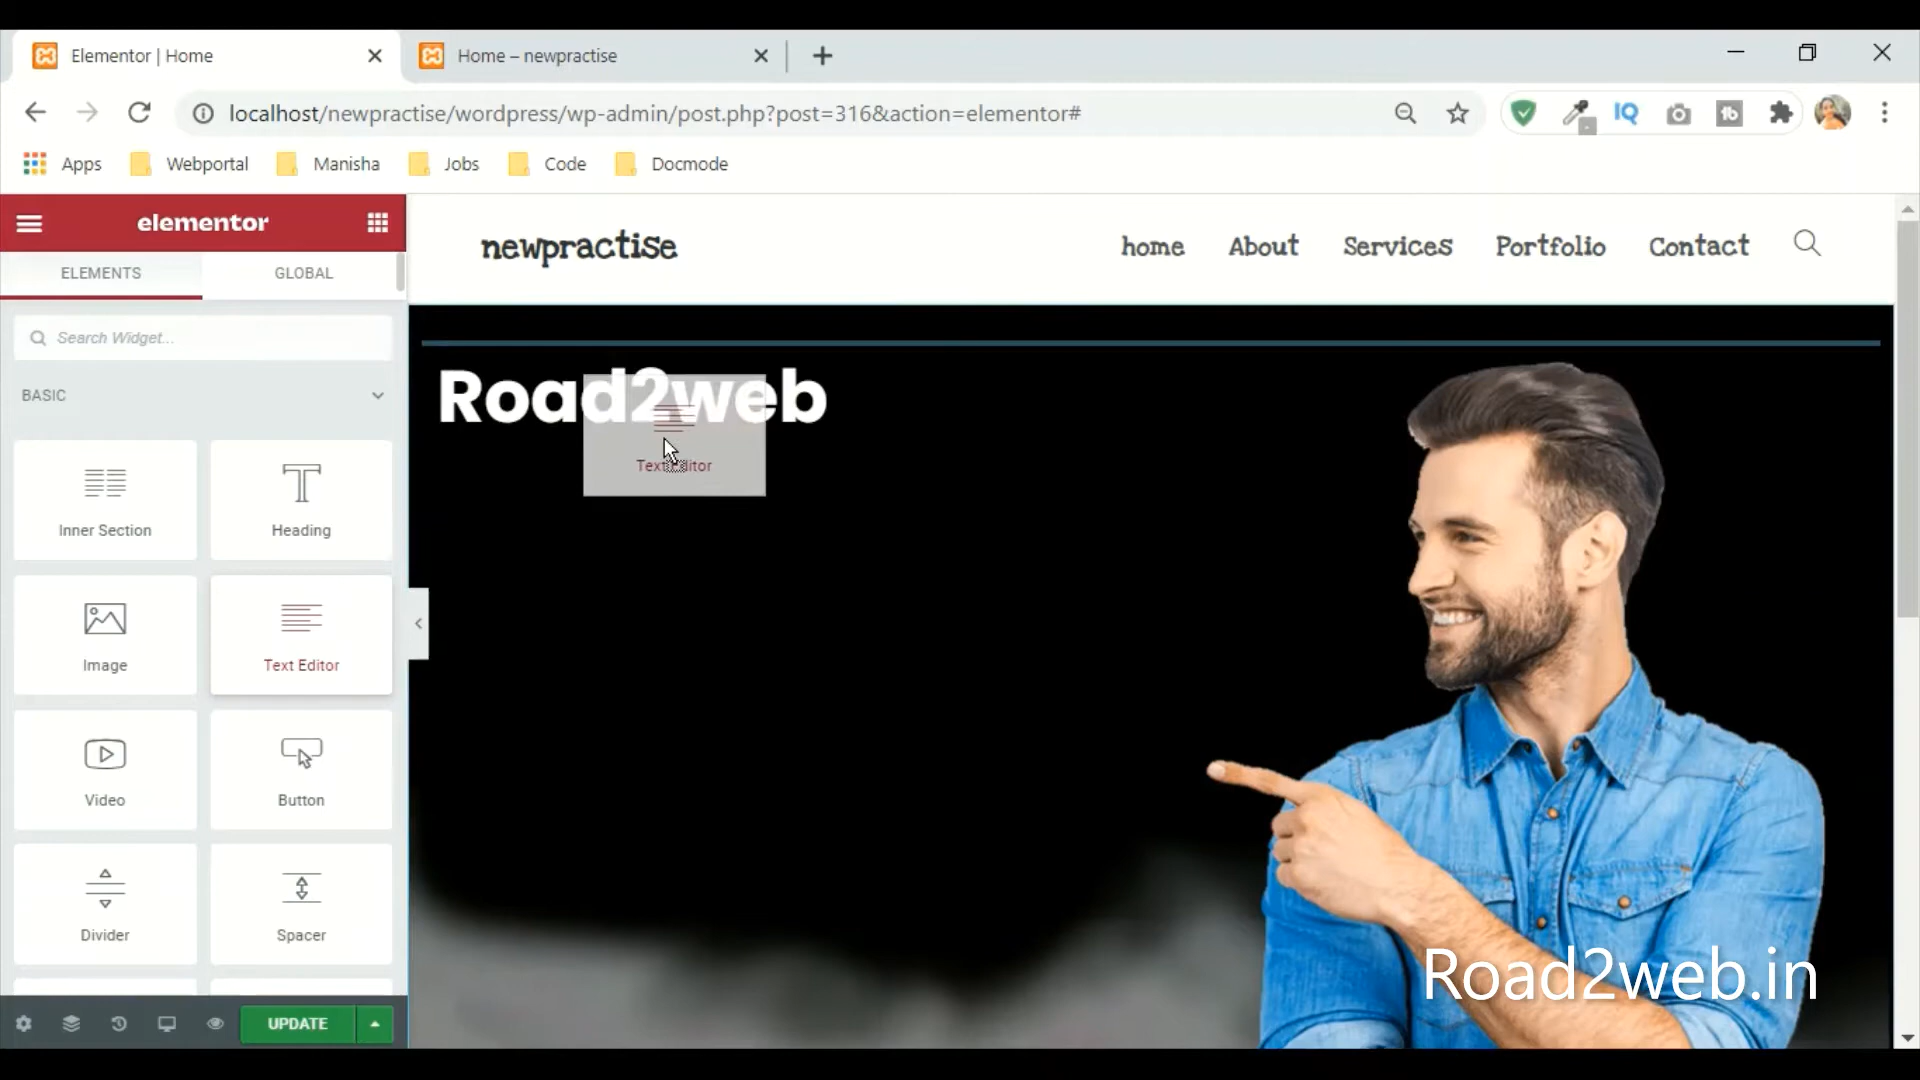 Elementor | Home
Home – newpractise
localhost/newpractise/wordpress/wp-admin/post.php?post=316&action=elementor#
IQ
Apps
Webportal
Manisha
Jobs
Code
Docmode
elementor
ELEMENTS
GLOBAL
Search Widget...
BASIC
Inner Section
Heading
Image
Text Editor
Video
Button
Divider
Spacer
UPDATE
newpractise
home
About
Services
Portfolio
Contact
Road2web
Text Editor
Road2web.in